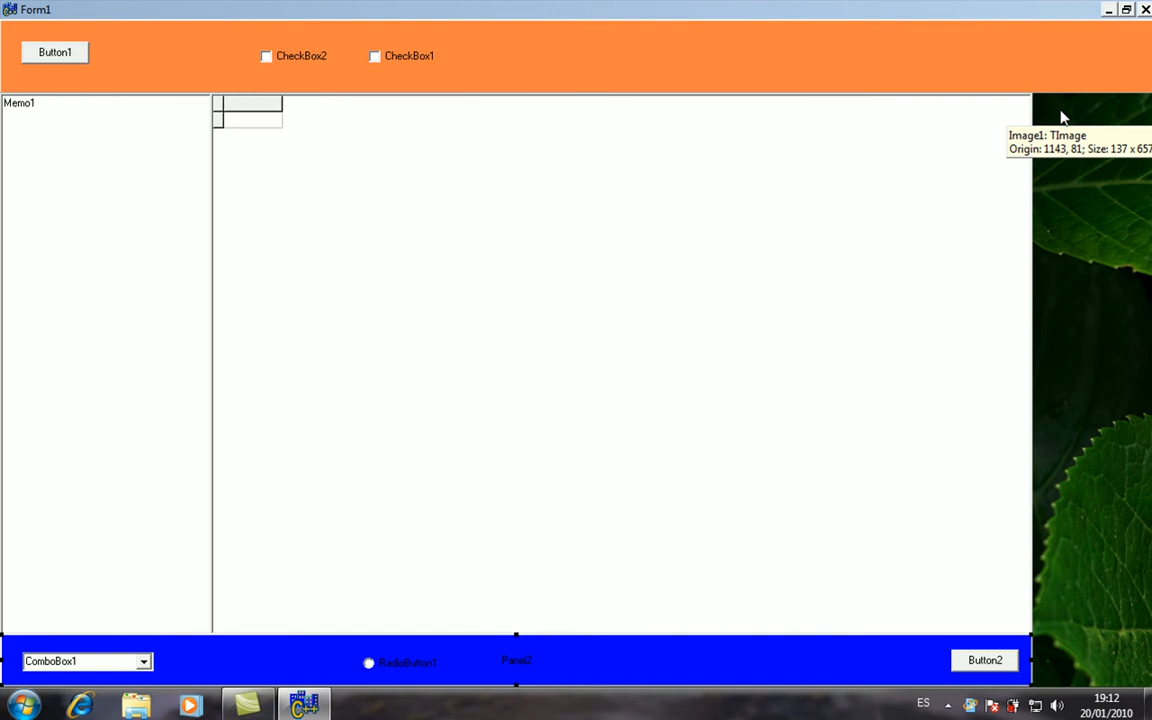 Form1
Button1
CheckBox2
CheckBox1
Memo1
Image1: TImage
Origin: 1143, 81; Size: 137 x 657
ComboBox1
RadioButton1
Panel2
Button2
C++
ES
19:12
20/01/2010